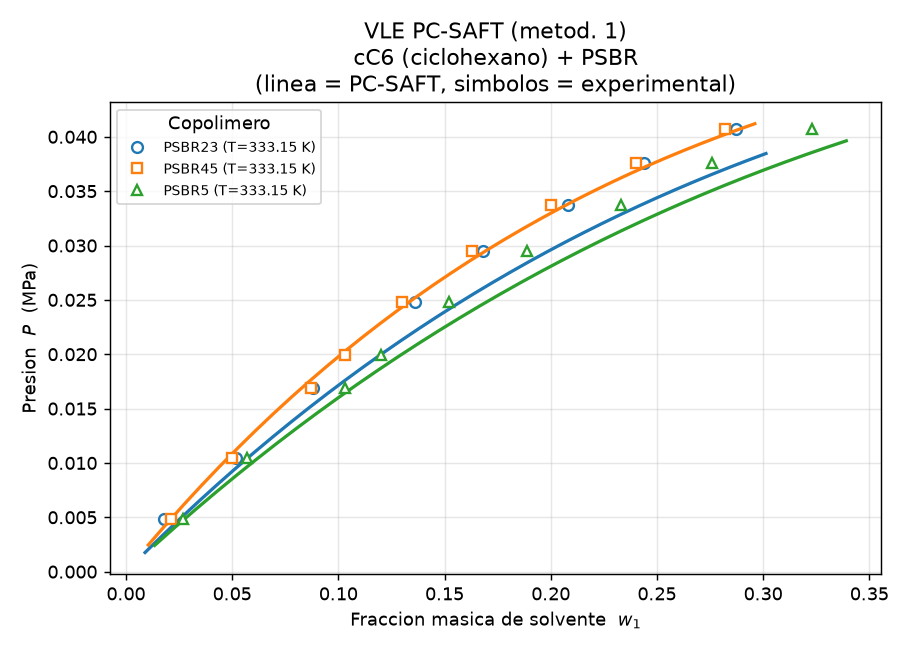 VLE PC-SAFT (metod. 1)
cC6 (ciclohexano) + PSBR
(linea = PC-SAFT, simbolos = experimental)
Copolimero
PSBR23 (T=333.15 K)
PSBR45 (T=333.15 K)
PSBR5 (T=333.15 K)
Presion P (MPa)
0.040
0.035
0.030
0.025
0.020
0.015
0.010
0.005
0.000
0.00 0.05 0.10 0.15 0.20 0.25 0.30 0.35
Fraccion masica de solvente w₁